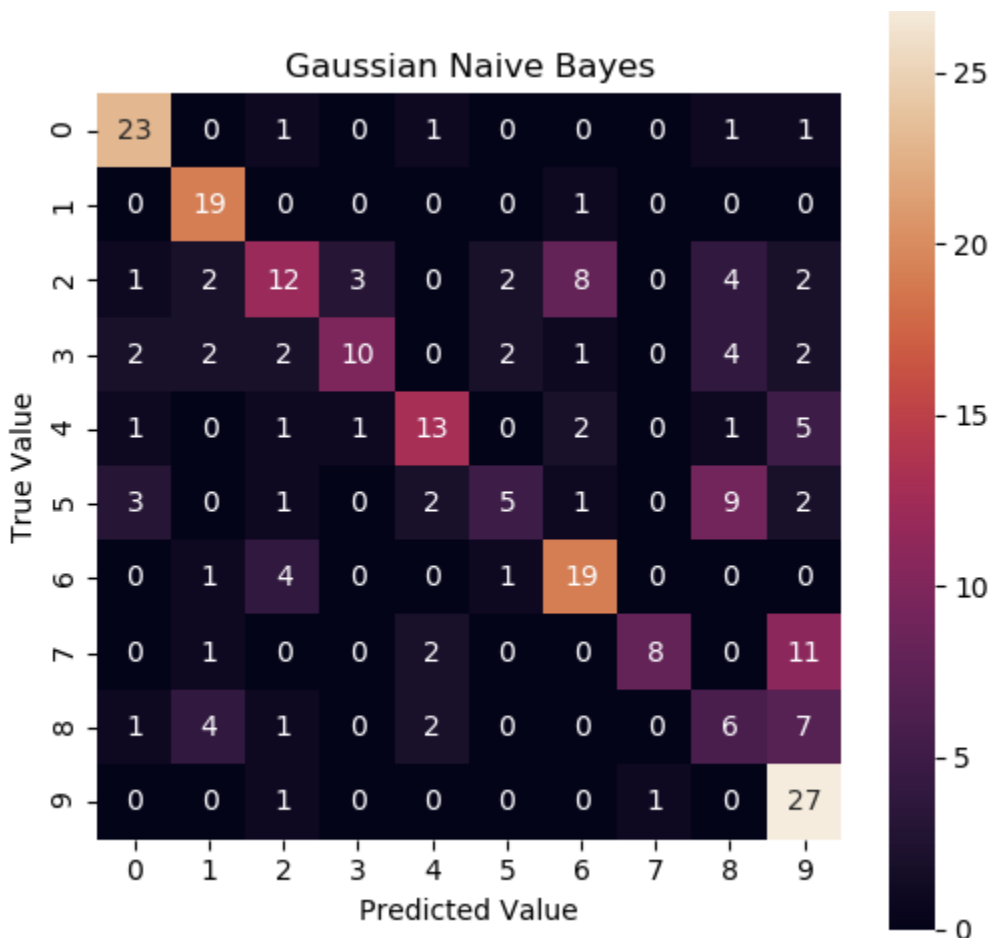 Gaussian Naive Bayes
0 23 0 1 0 1 0 0 0 1 1
1 0 19 0 0 0 0 1 0 0 0
2 1 2 12 3 0 2 8 0 4 2
3 2 2 2 10 0 2 1 0 4 2
4 1 0 1 1 13 0 2 0 1 5
5 3 0 1 0 2 5 1 0 9 2
6 0 1 4 0 0 1 19 0 0 0
7 0 1 0 0 2 0 0 8 0 11
8 1 4 1 0 2 0 0 0 6 7
9 0 0 1 0 0 0 0 1 0 27
0 1 2 3 4 5 6 7 8 9
Predicted Value
True Value
25
20
15
10
5
0